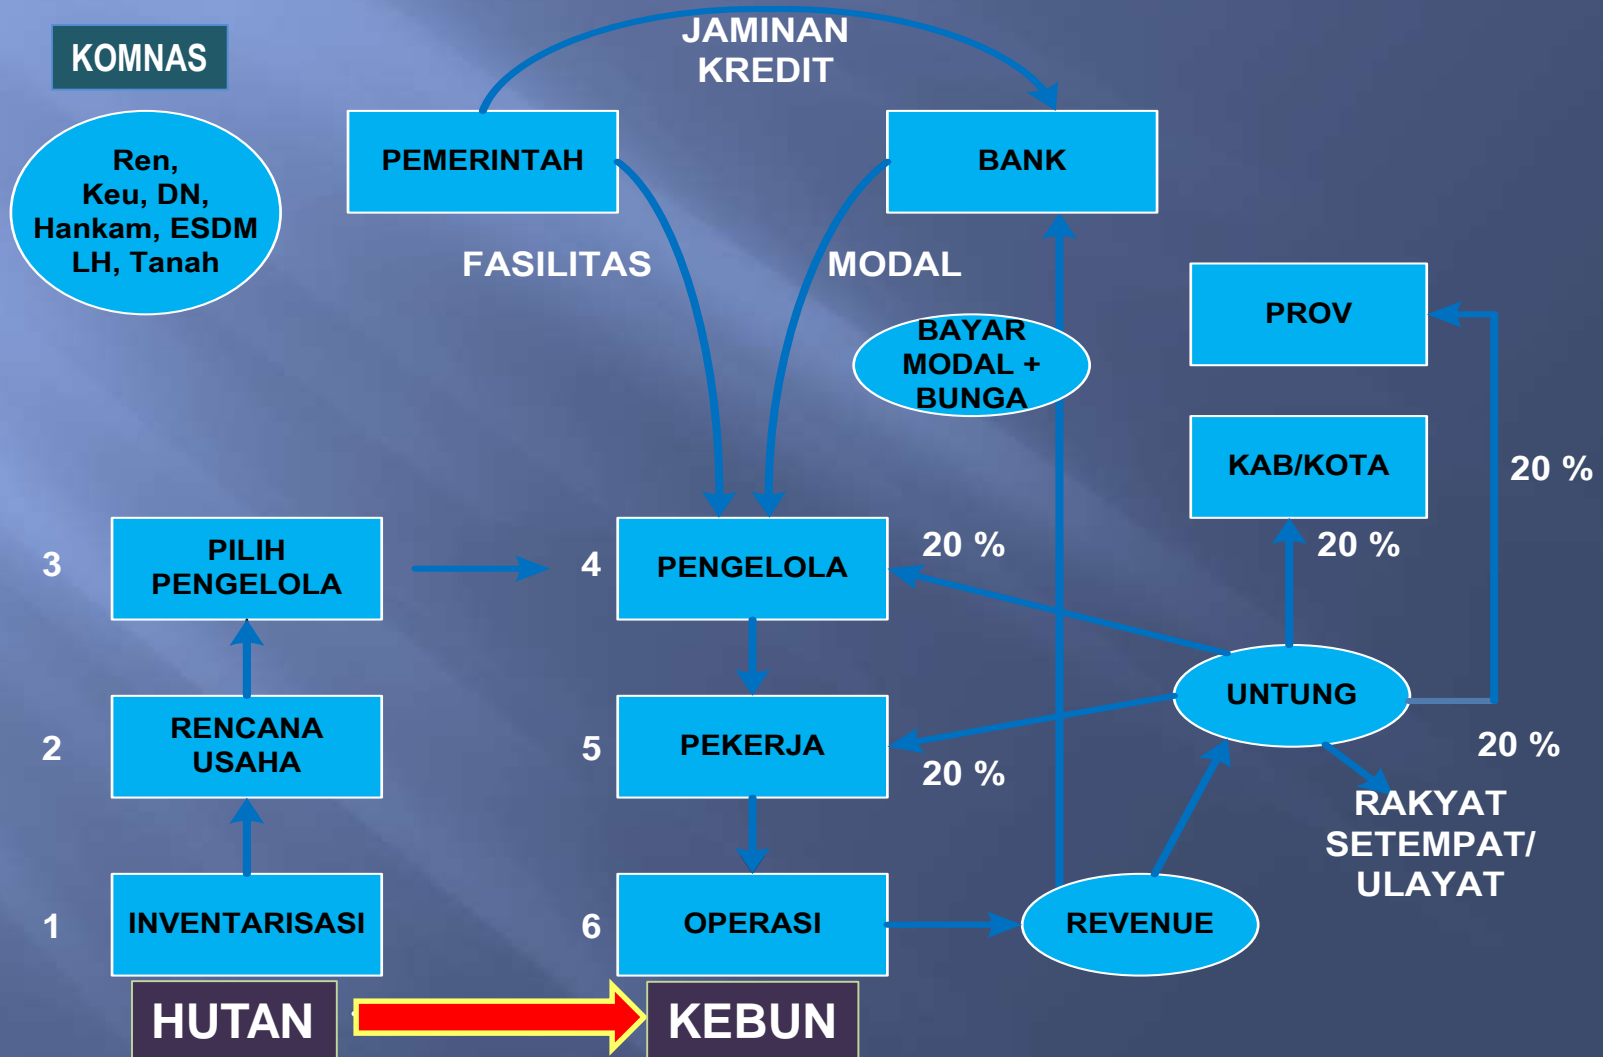 JAMINAN
KREDIT
KOMNAS
Ren,
Keu, DN,
Hankam, ESDM
LH, Tanah
PEMERINTAH
BANK
FASILITAS
MODAL
BAYAR
MODAL +
BUNGA
PROV
KAB/KOTA
20 %
3
PILIH
PENGELOLA
4
PENGELOLA
20 %
20 %
2
RENCANA
USAHA
5
PEKERJA
20 %
UNTUNG
20 %
RAKYAT
SETEMPAT/
ULAYAT
1
INVENTARISASI
6
OPERASI
REVENUE
HUTAN
KEBUN